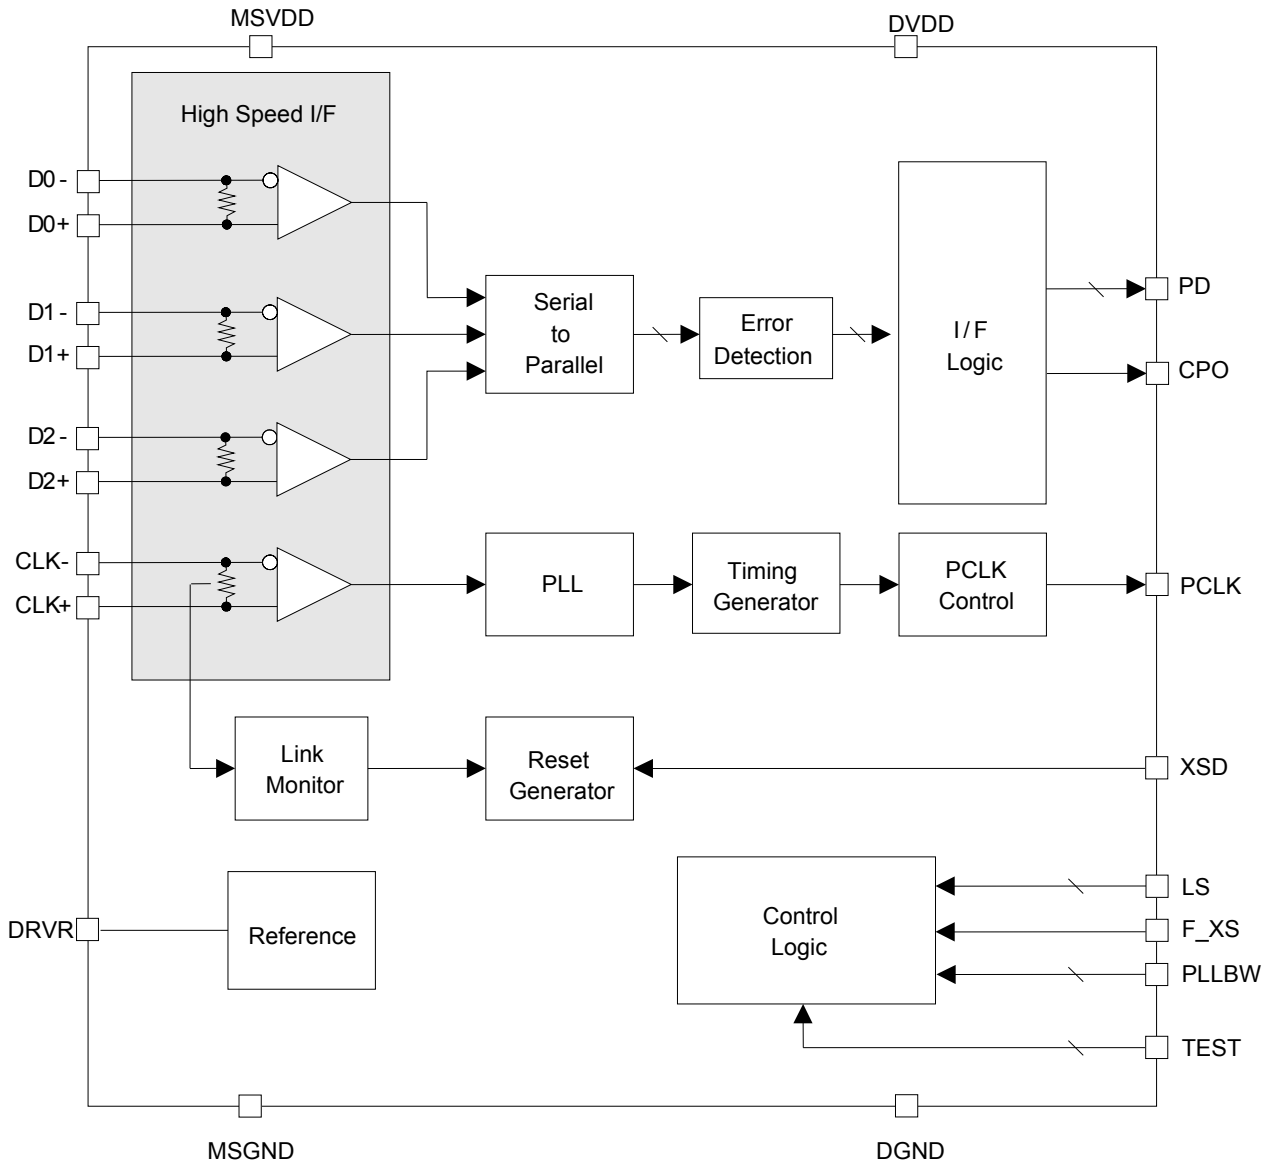 MSVDD
DVDD
High Speed I/F
D0 -
D0+
D1 -
D1+
D2 -
D2+
CLK-
CLK+
Serial
to
Parallel
Error
Detection
I / F
Logic
PD
CPO
PLL
Timing
Generator
PCLK
Control
PCLK
Link
Monitor
Reset
Generator
XSD
DRVR
Reference
Control
Logic
LS
F_XS
PLLBW
TEST
MSGND
DGND